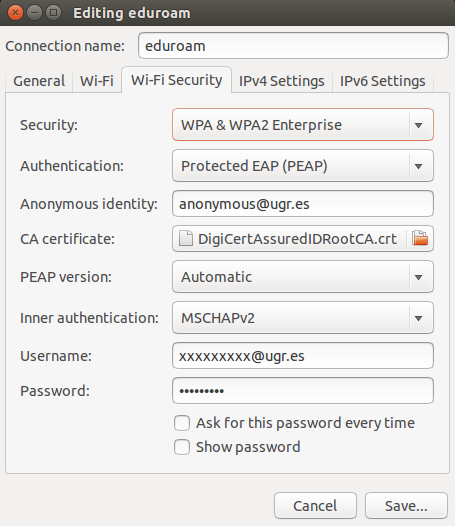 Editing eduroam
Connection name: eduroam
General Wi-Fi Wi-Fi Security IPv4 Settings IPv6 Settings
Security: WPA & WPA2 Enterprise
Authentication: Protected EAP (PEAP)
Anonymous identity: anonymous@ugr.es
CA certificate: DigiCertAssuredIDRootCA.crt
PEAP version: Automatic
Inner authentication: MSCHAPv2
Username: xxxxxxxxx@ugr.es
Password: •••••••••
Ask for this password every time
Show password
Cancel Save...